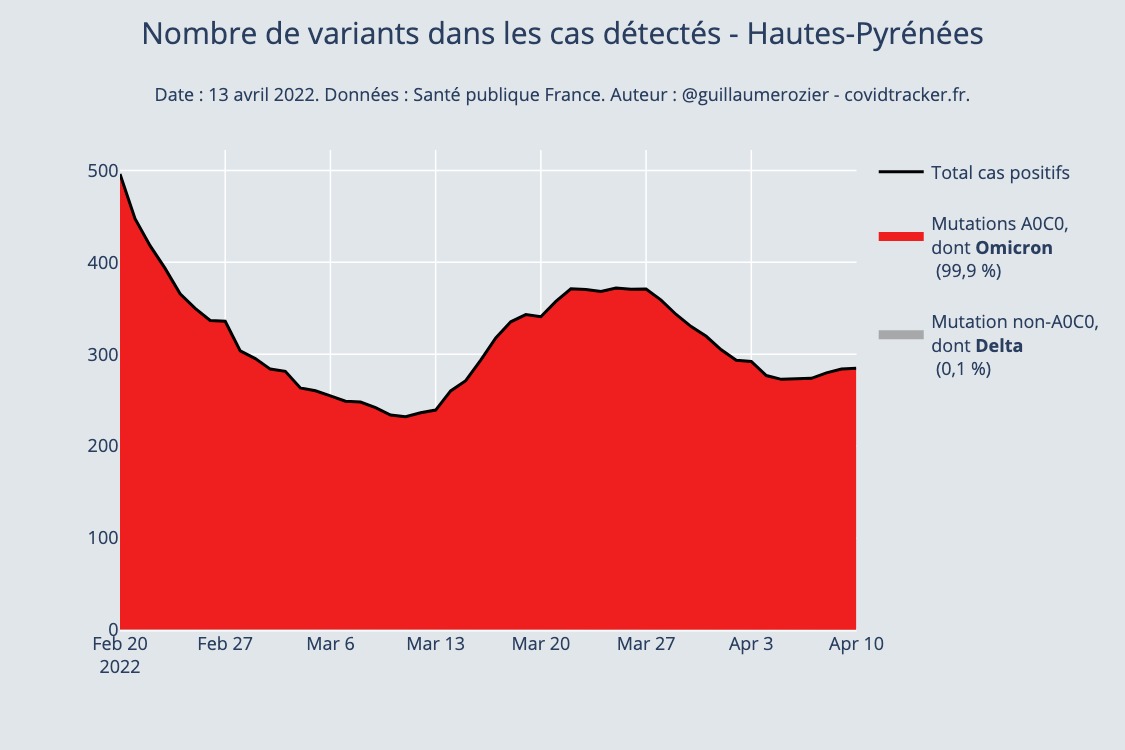 Nombre de variants dans les cas détectés - Hautes-Pyrénées
Date : 13 avril 2022. Données : Santé publique France. Auteur : @guillaumerozier - covidtracker.fr.
500
400
300
200
100
0
Feb 20
2022
Feb 27
Mar 6
Mar 13
Mar 20
Mar 27
Apr 3
Apr 10
Total cas positifs
Mutations A0C0,
dont Omicron
(99,9 %)
Mutation non-A0C0,
dont Delta
(0,1 %)